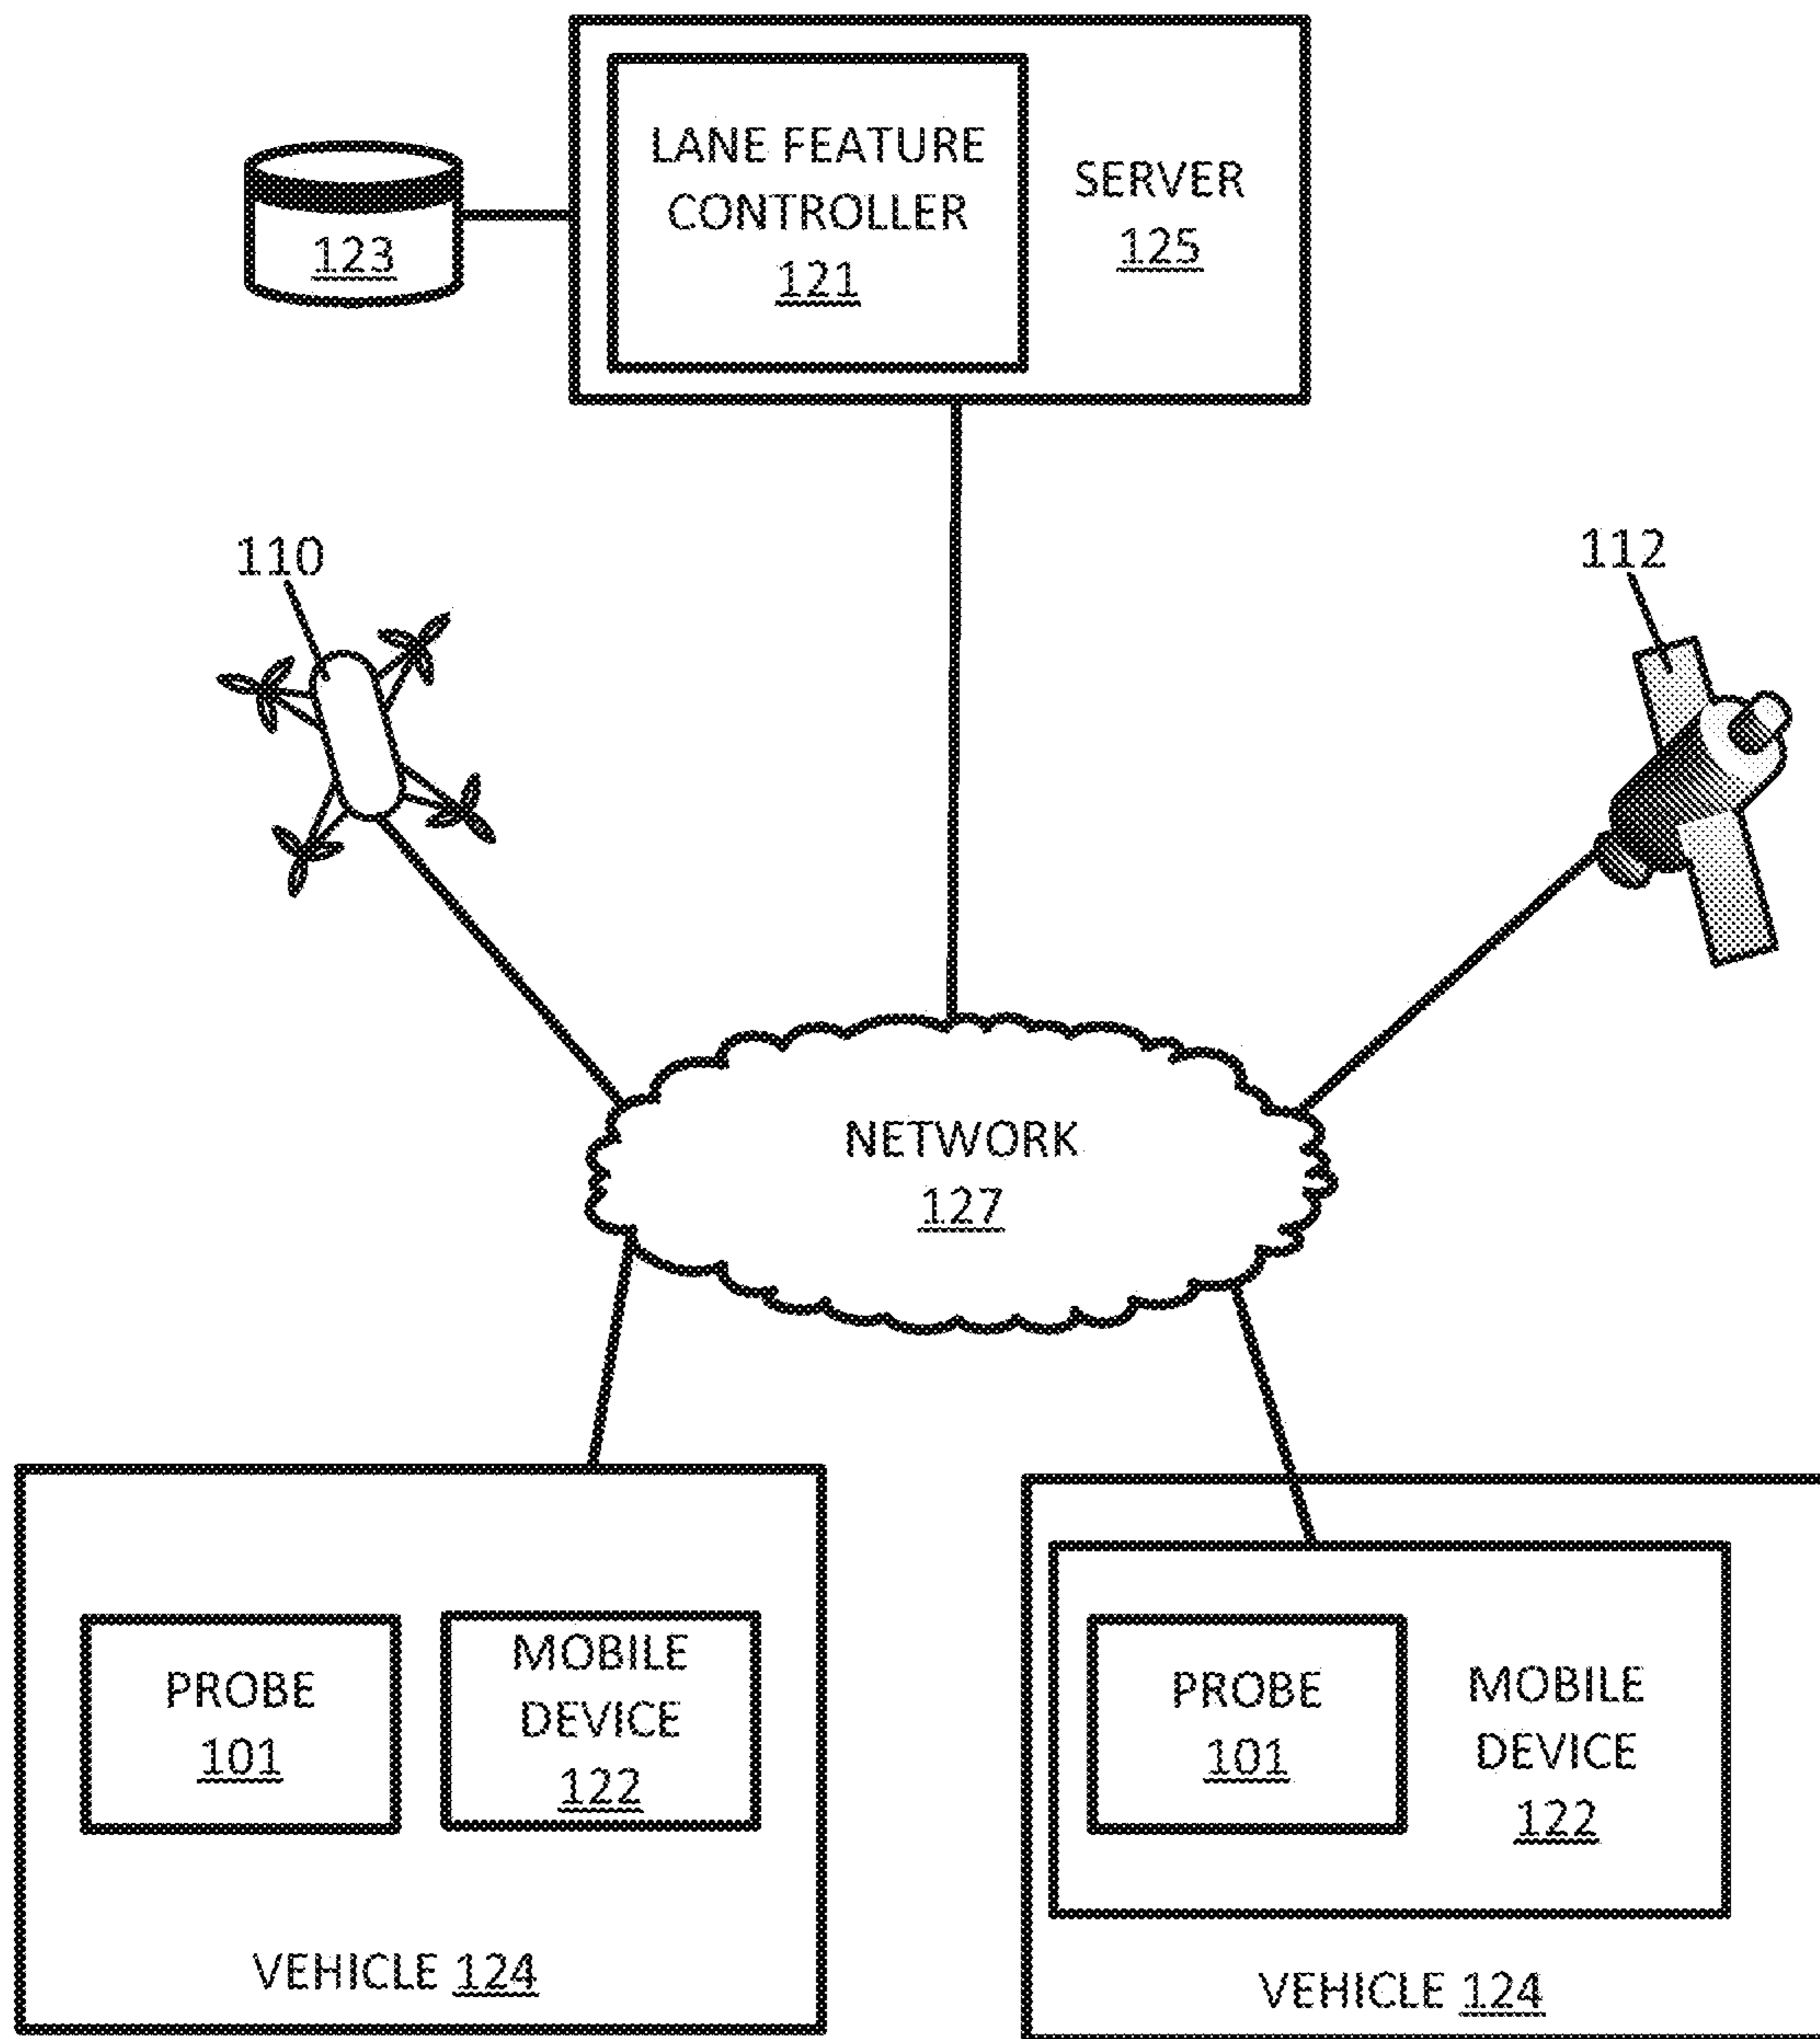 LANE FEATURE
CONTROLLER
121
SERVER
125
123
110
112
NETWORK
127
PROBE
101
MOBILE
DEVICE
122
VEHICLE 124
PROBE
101
MOBILE
DEVICE
122
VEHICLE 124